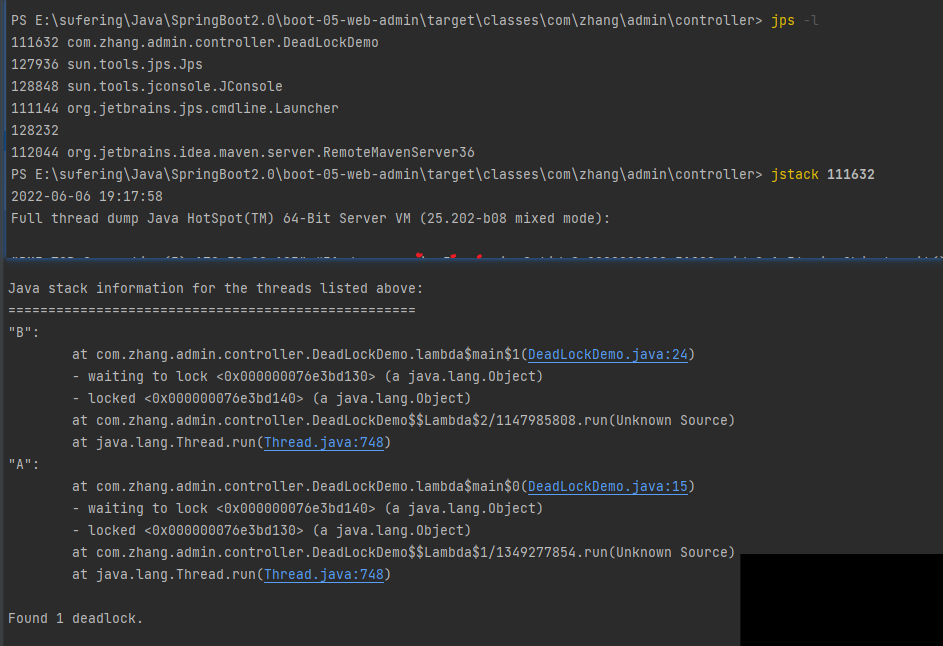 PS E:\sufering\Java\SpringBoot2.0\boot-05-web-admin\target\classes\com\zhang\admin\controller> jps -l
111632 com.zhang.admin.controller.DeadLockDemo
127936 sun.tools.jps.Jps
128848 sun.tools.jconsole.JConsole
111144 org.jetbrains.jps.cmdline.Launcher
128232
112044 org.jetbrains.idea.maven.server.RemoteMavenServer36
PS E:\sufering\Java\SpringBoot2.0\boot-05-web-admin\target\classes\com\zhang\admin\controller> jstack 111632
2022-06-06 19:17:58
Full thread dump Java HotSpot(TM) 64-Bit Server VM (25.202-b08 mixed mode):
Java stack information for the threads listed above:
===================================================
"B":
at com.zhang.admin.controller.DeadLockDemo.lambda$main$1(DeadLockDemo.java:24)
- waiting to lock <0x000000076e3bd130> (a java.lang.Object)
- locked <0x000000076e3bd140> (a java.lang.Object)
at com.zhang.admin.controller.DeadLockDemo$$Lambda$2/1147985808.run(Unknown Source)
at java.lang.Thread.run(Thread.java:748)
"A":
at com.zhang.admin.controller.DeadLockDemo.lambda$main$0(DeadLockDemo.java:15)
- waiting to lock <0x000000076e3bd140> (a java.lang.Object)
- locked <0x000000076e3bd130> (a java.lang.Object)
at com.zhang.admin.controller.DeadLockDemo$$Lambda$1/1349277854.run(Unknown Source)
at java.lang.Thread.run(Thread.java:748)
Found 1 deadlock.